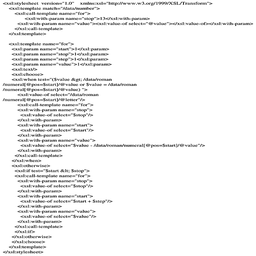 <xsl:stylesheet version="1.0" xmlns:xsl="http://www.w3.org/1999/XSL/Transform">
<xsl:template match="/data/number">
<xsl:call-template name="for">
<xsl:with-param name="stop">13</xsl:with-param>
<xsl:with-param name="value"><xsl:value-of select="@value"></xsl:value-of></xsl:with-param>
</xsl:call-template>
</xsl:template>
<xsl:template name="for">
<xsl:param name="start">1</xsl:param>
<xsl:param name="stop">1</xsl:param>
<xsl:param name="step">1</xsl:param>
<xsl:param name="value">1</xsl:param>
<xsl:text/>
<xsl:choose>
<xsl:when test="($value &gt; /data/roman
/numeral[@pos=$start]/@value or $value = /data/roman
/numeral[@pos=$start]/@value) ">
<xsl:value-of select="/data/roman
/numeral[@pos=$start]/@letter"/>
<xsl:call-template name="for">
<xsl:with-param name="stop">
<xsl:value-of select="$stop"/>
</xsl:with-param>
<xsl:with-param name="start">
<xsl:value-of select="$start"/>
</xsl:with-param>
<xsl:with-param name="value">
<xsl:value-of select="$value - /data/roman/numeral[@pos=$start]/@value"/>
</xsl:with-param>
</xsl:call-template>
</xsl:when>
<xsl:otherwise>
<xsl:if test="$start &lt; $stop">
<xsl:call-template name="for">
<xsl:with-param name="stop">
<xsl:value-of select="$stop"/>
</xsl:with-param>
<xsl:with-param name="start">
<xsl:value-of select="$start + $step"/>
</xsl:with-param>
<xsl:with-param name="value">
<xsl:value-of select="$value"/>
</xsl:with-param>
</xsl:call-template>
</xsl:if>
</xsl:otherwise>
</xsl:choose>
</xsl:template>
</xsl:stylesheet>